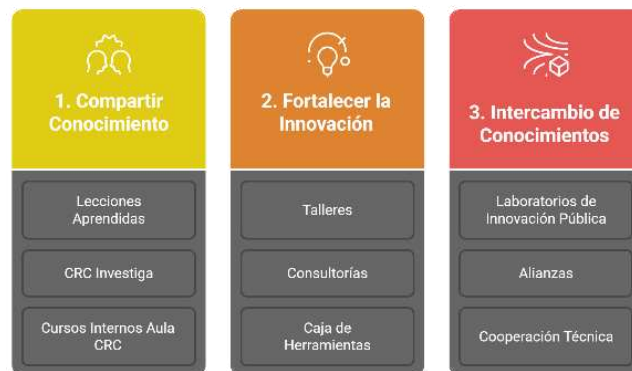 1. Compartir
Conocimiento
Lecciones
Aprendidas
CRC Investiga
Cursos Internos Aula
CRC
2. Fortalecer la
Innovación
Talleres
Consultorías
Caja de
Herramientas
3. Intercambio de
Conocimientos
Laboratorios de
Innovación Pública
Alianzas
Cooperación Técnica